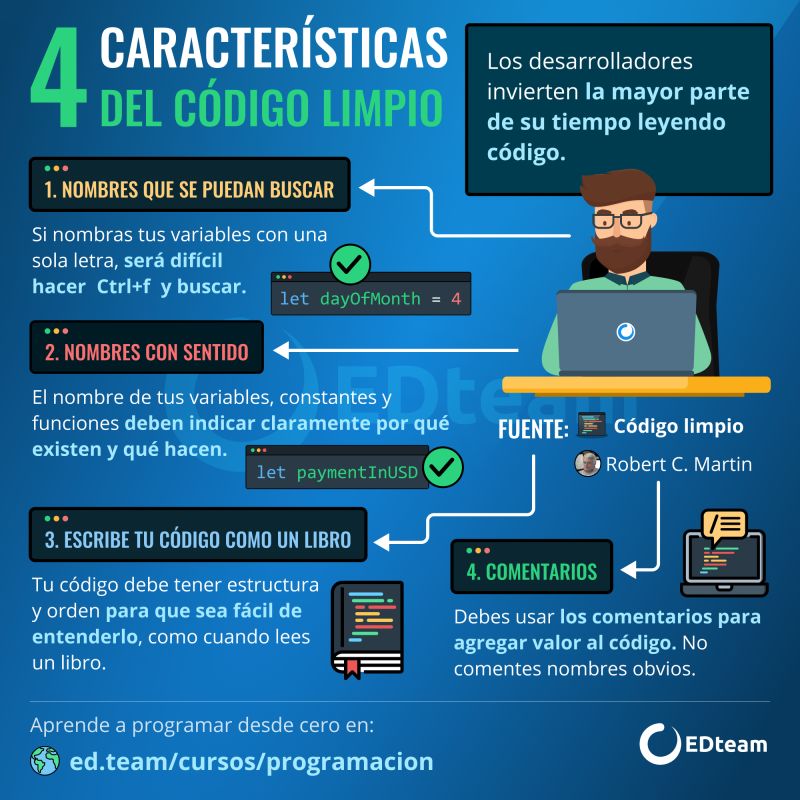 4 CARACTERÍSTICAS
DEL CÓDIGO LIMPIO
Los desarrolladores
invierten la mayor parte
de su tiempo leyendo
código.
1. NOMBRES QUE SE PUEDAN BUSCAR
Si nombras tus variables con una
sola letra, será difícil
hacer Ctrl+f y buscar.
let dayOfMonth = 4
2. NOMBRES CON SENTIDO
El nombre de tus variables, constantes y
funciones deben indicar claramente por qué
existen y qué hacen.
let paymentInUSD
EDteam
FUENTE: Código limpio
Robert C. Martin
3. ESCRIBE TU CÓDIGO COMO UN LIBRO
Tu código debe tener estructura
y orden para que sea fácil de
entenderlo, como cuando lees
un libro.
4. COMENTARIOS
Debes usar los comentarios para
agregar valor al código. No
comentes nombres obvios.
Aprende a programar desde cero en:
ed.team/cursos/programacion
EDteam